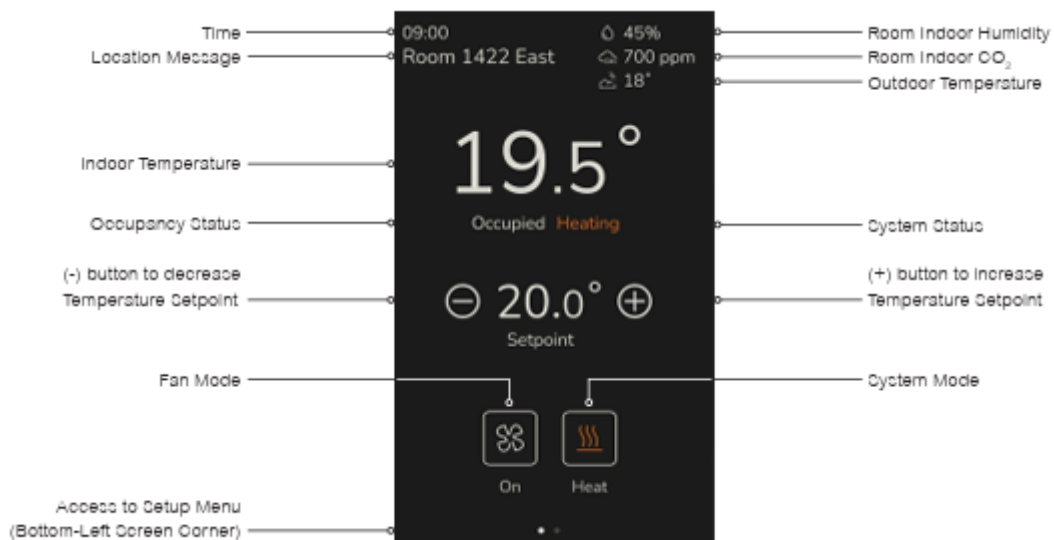 Time
Location Message
Indoor Temperature
Occupancy Status
(-) button to decrease
Temperature Setpoint
Fan Mode
Access to Setup Menu
(Bottom-Left Screen Corner)
09:00
Room 1422 East
45%
700 ppm
18°
19.5°
Occupied Heating
20.0°
Setpoint
On
Heat
Room Indoor Humidity
Room Indoor CO₂
Outdoor Temperature
System Status
(+) button to increase
Temperature Setpoint
System Mode